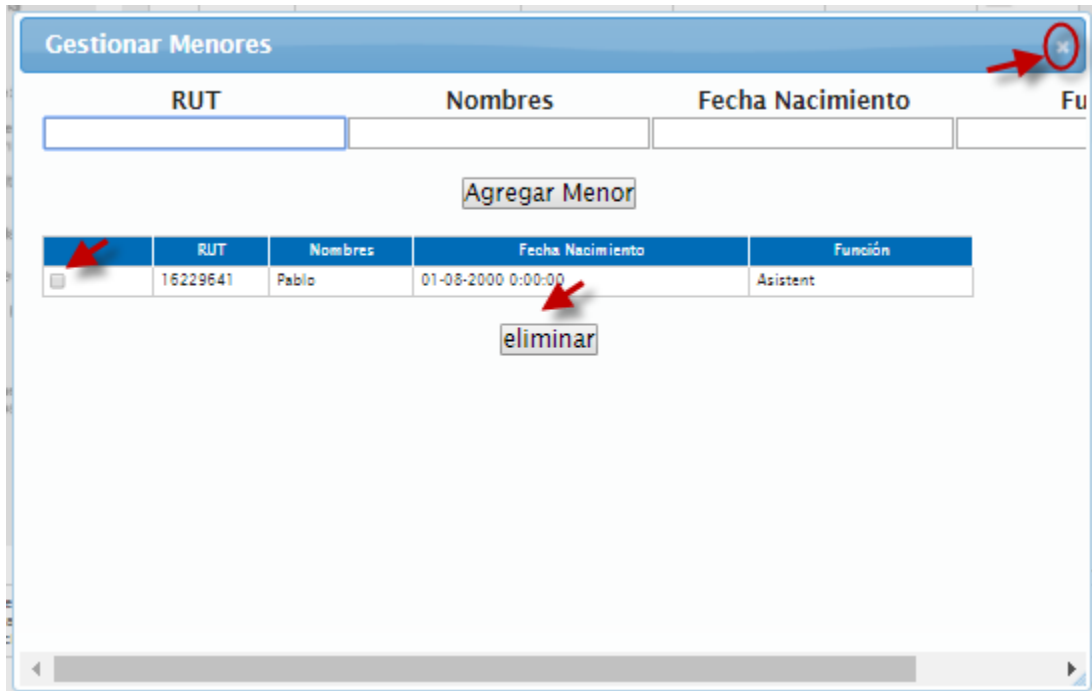 Gestionar Menores
RUT Nombres Fecha Nacimiento Fu
Agregar Menor
RUT Nombres Fecha Nacimiento Función
16229641 Pablo 01-08-2000 0:00:00 Asistent
eliminar